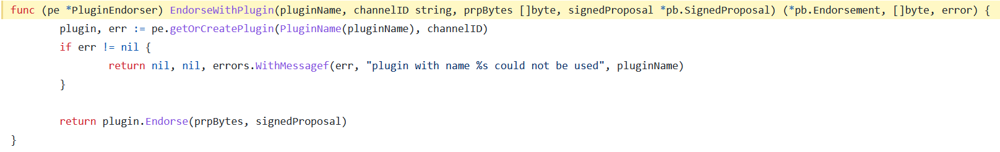 func (pe *PluginEndorser) EndorseWithPlugin(pluginName, channelID string, prpBytes []byte, signedProposal *pb.SignedProposal) (*pb.Endorsement, []byte, error) {
        plugin, err := pe.getOrCreatePlugin(PluginName(pluginName), channelID)
        if err != nil {
                return nil, nil, errors.WithMessagef(err, "plugin with name %s could not be used", pluginName)
        }

        return plugin.Endorse(prpBytes, signedProposal)
}